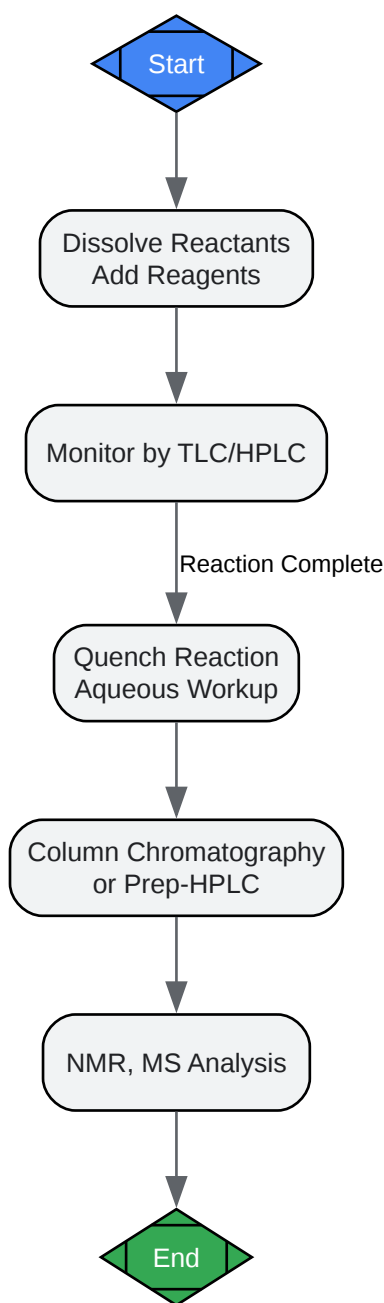 Start
Dissolve Reactants
Add Reagents
Monitor by TLC/HPLC
Reaction Complete
Quench Reaction
Aqueous Workup
Column Chromatography
or Prep-HPLC
NMR, MS Analysis
End